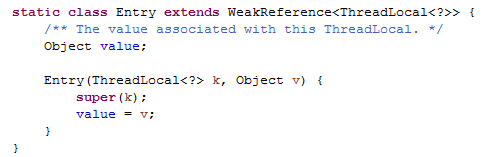 static class Entry extends WeakReference<ThreadLocal<?>> {
    /** The value associated with this ThreadLocal. */
    Object value;

    Entry(ThreadLocal<?> k, Object v) {
        super(k);
        value = v;
    }
}